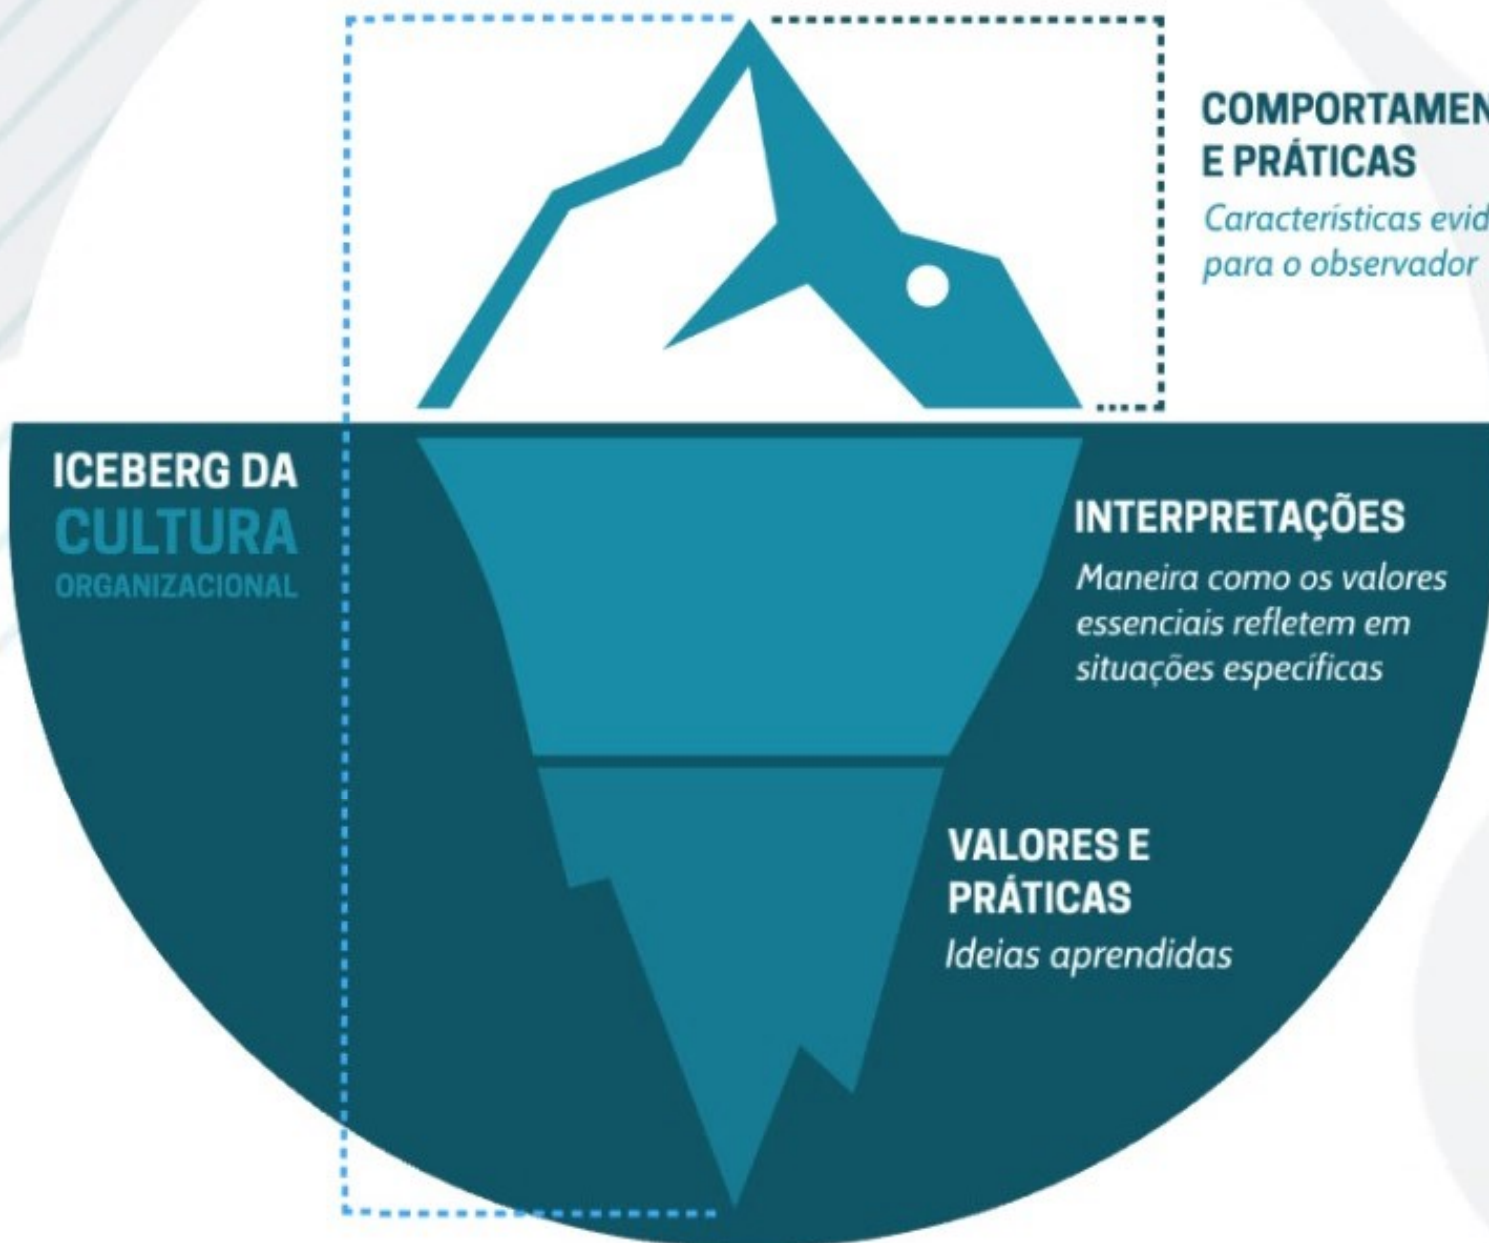 COMPORTAMEN
E PRÁTICAS
Características evid
para o observador
ICEBERG DA
CULTURA
ORGANIZACIONAL
INTERPRETAÇÕES
Maneira como os valores
essenciais refletem em
situações específicas
VALORES E
PRÁTICAS
Ideias aprendidas